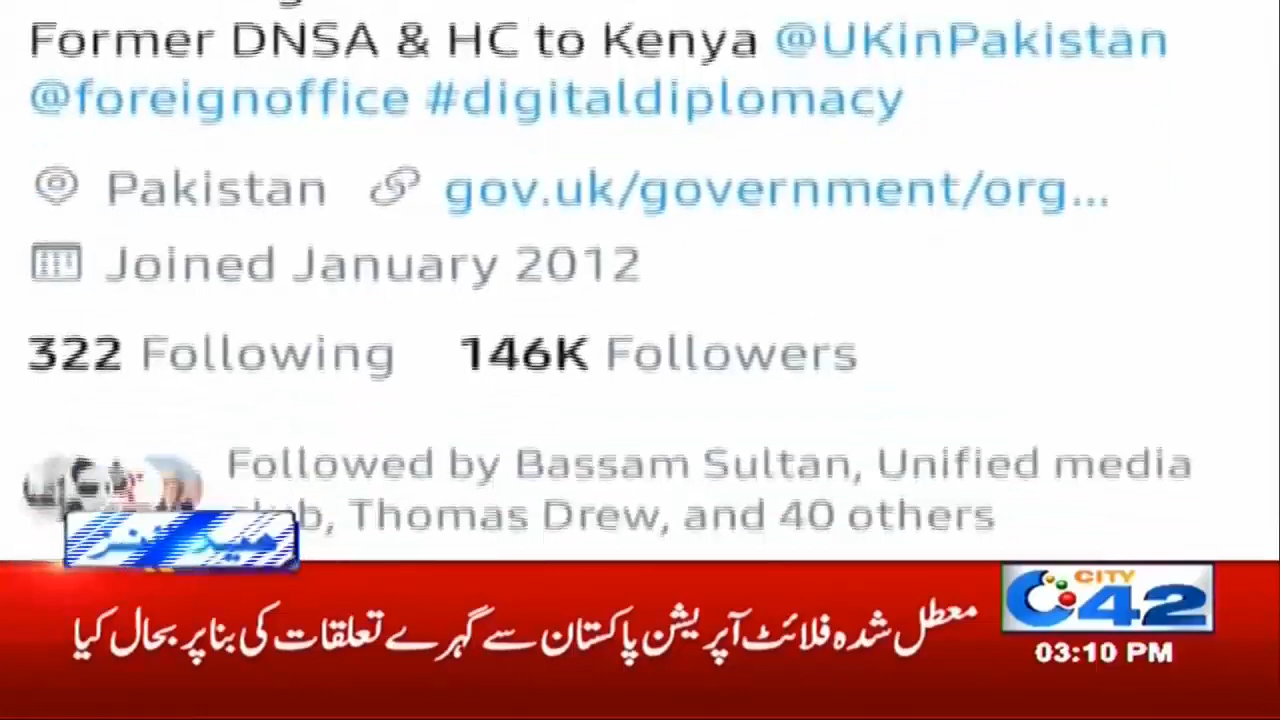 Former DNSA & HC to Kenya @UKinPakistan
@foreignoffice #digitaldiplomacy
Pakistan gov.uk/government/org...
Joined January 2012
322 Following 146K Followers
Followed by Bassam Sultan, Unified media
, Thomas Drew, and 40 others
CITY
42
معطل شدہ فلائٹ آپریشن پاکستان سے گہرے تعلقات کی بنا پر بحال کیا
03:10 PM